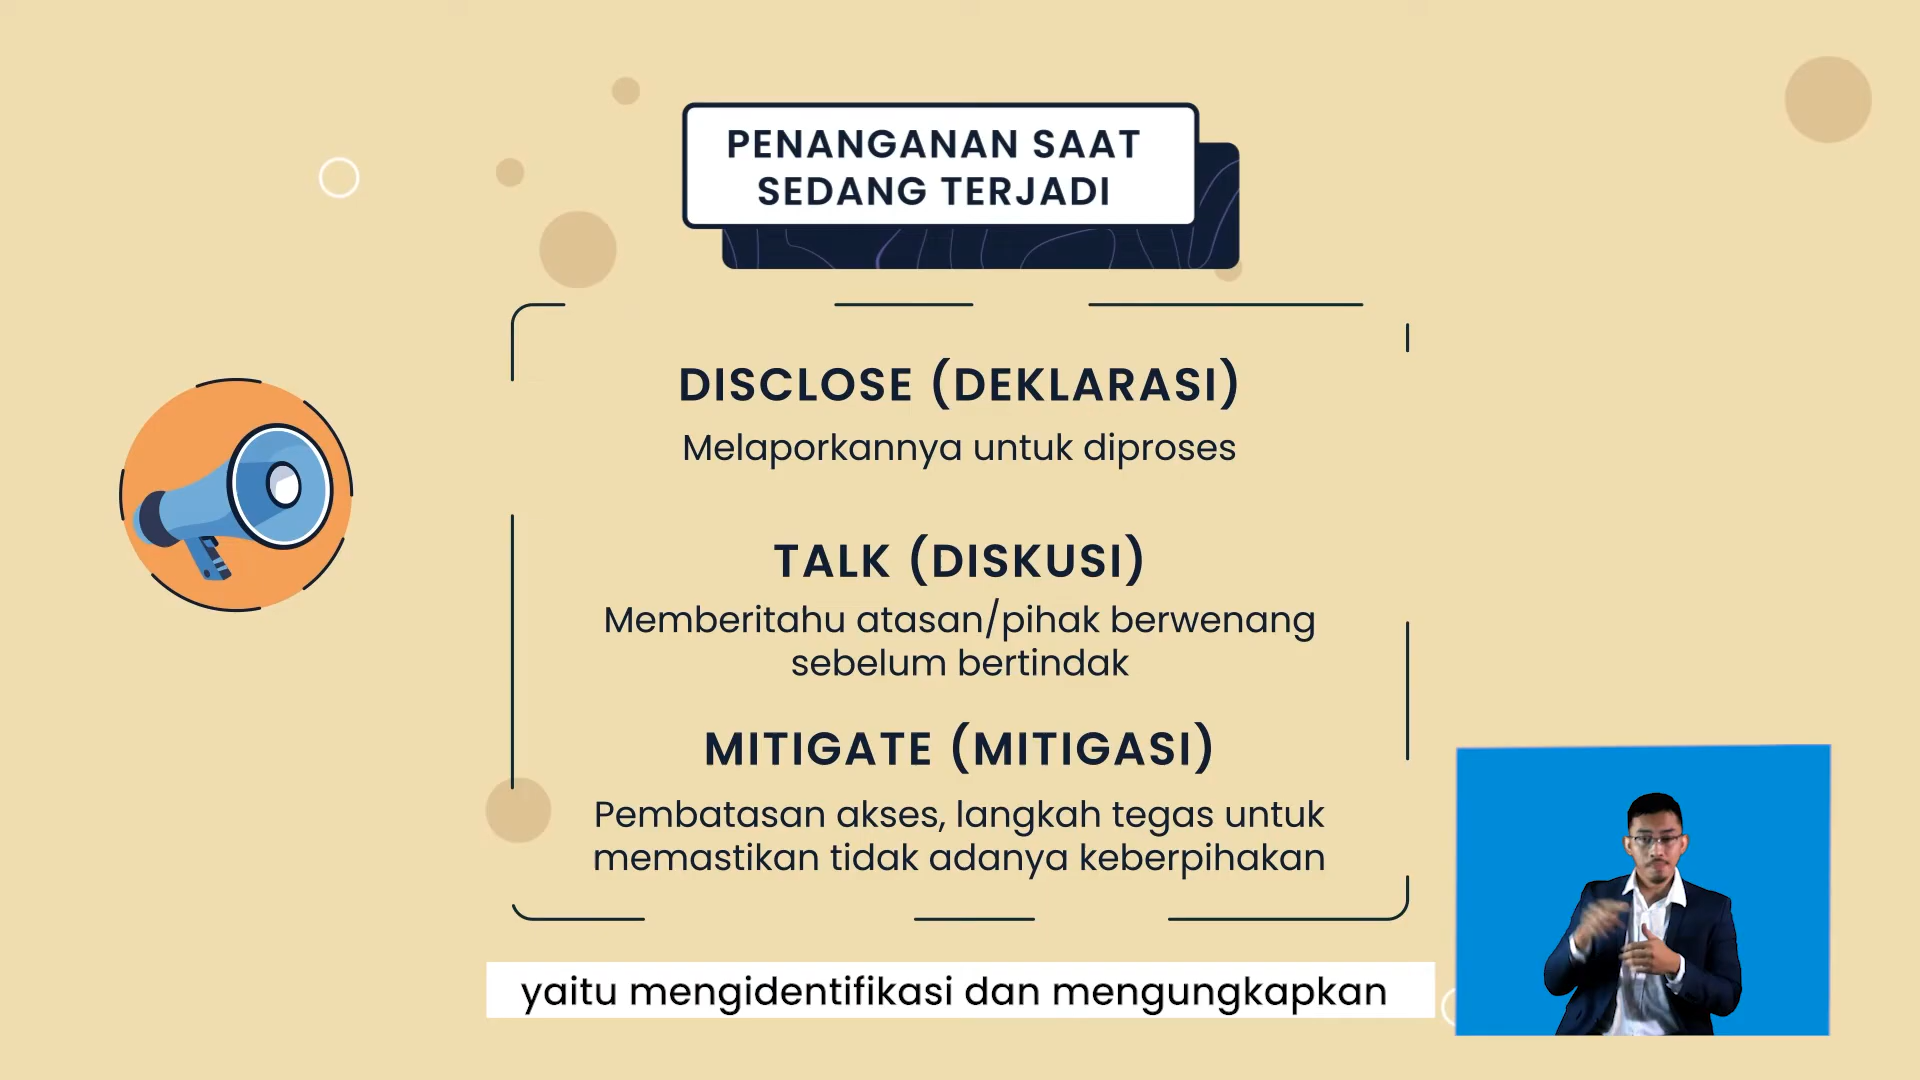 PENANGANAN SAAT
SEDANG TERJADI
DISCLOSE (DEKLARASI)
Melaporkannya untuk diproses
TALK (DISKUSI)
Memberitahu atasan/pihak berwenang
sebelum bertindak
MITIGATE (MITIGASI)
Pembatasan akses, langkah tegas untuk
memastikan tidak adanya keberpihakan
yaitu mengidentifikasi dan mengungkapkan